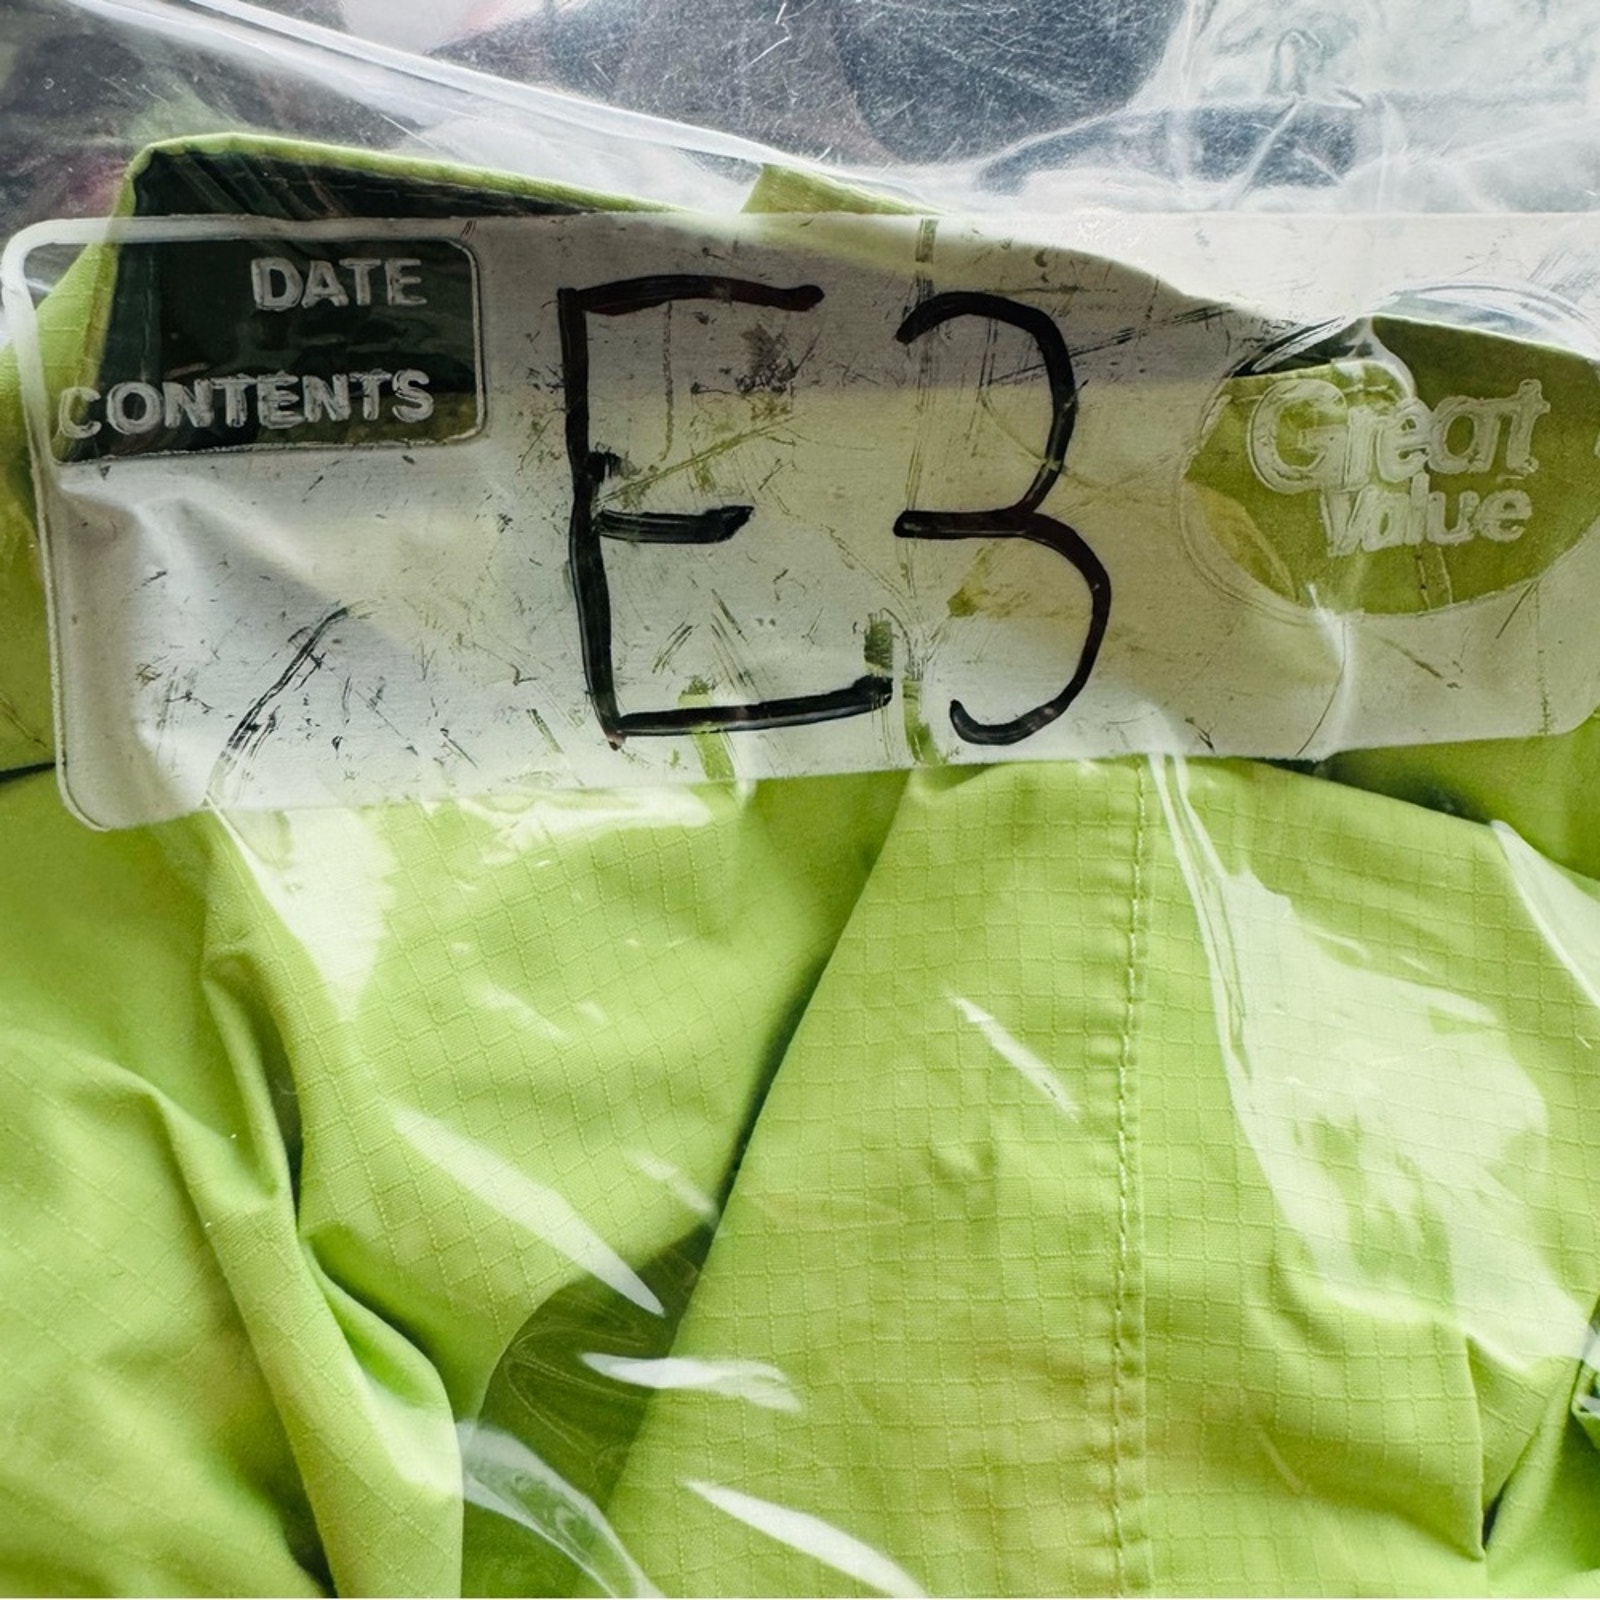 DATE
CONTENTS
E3
Great
Value